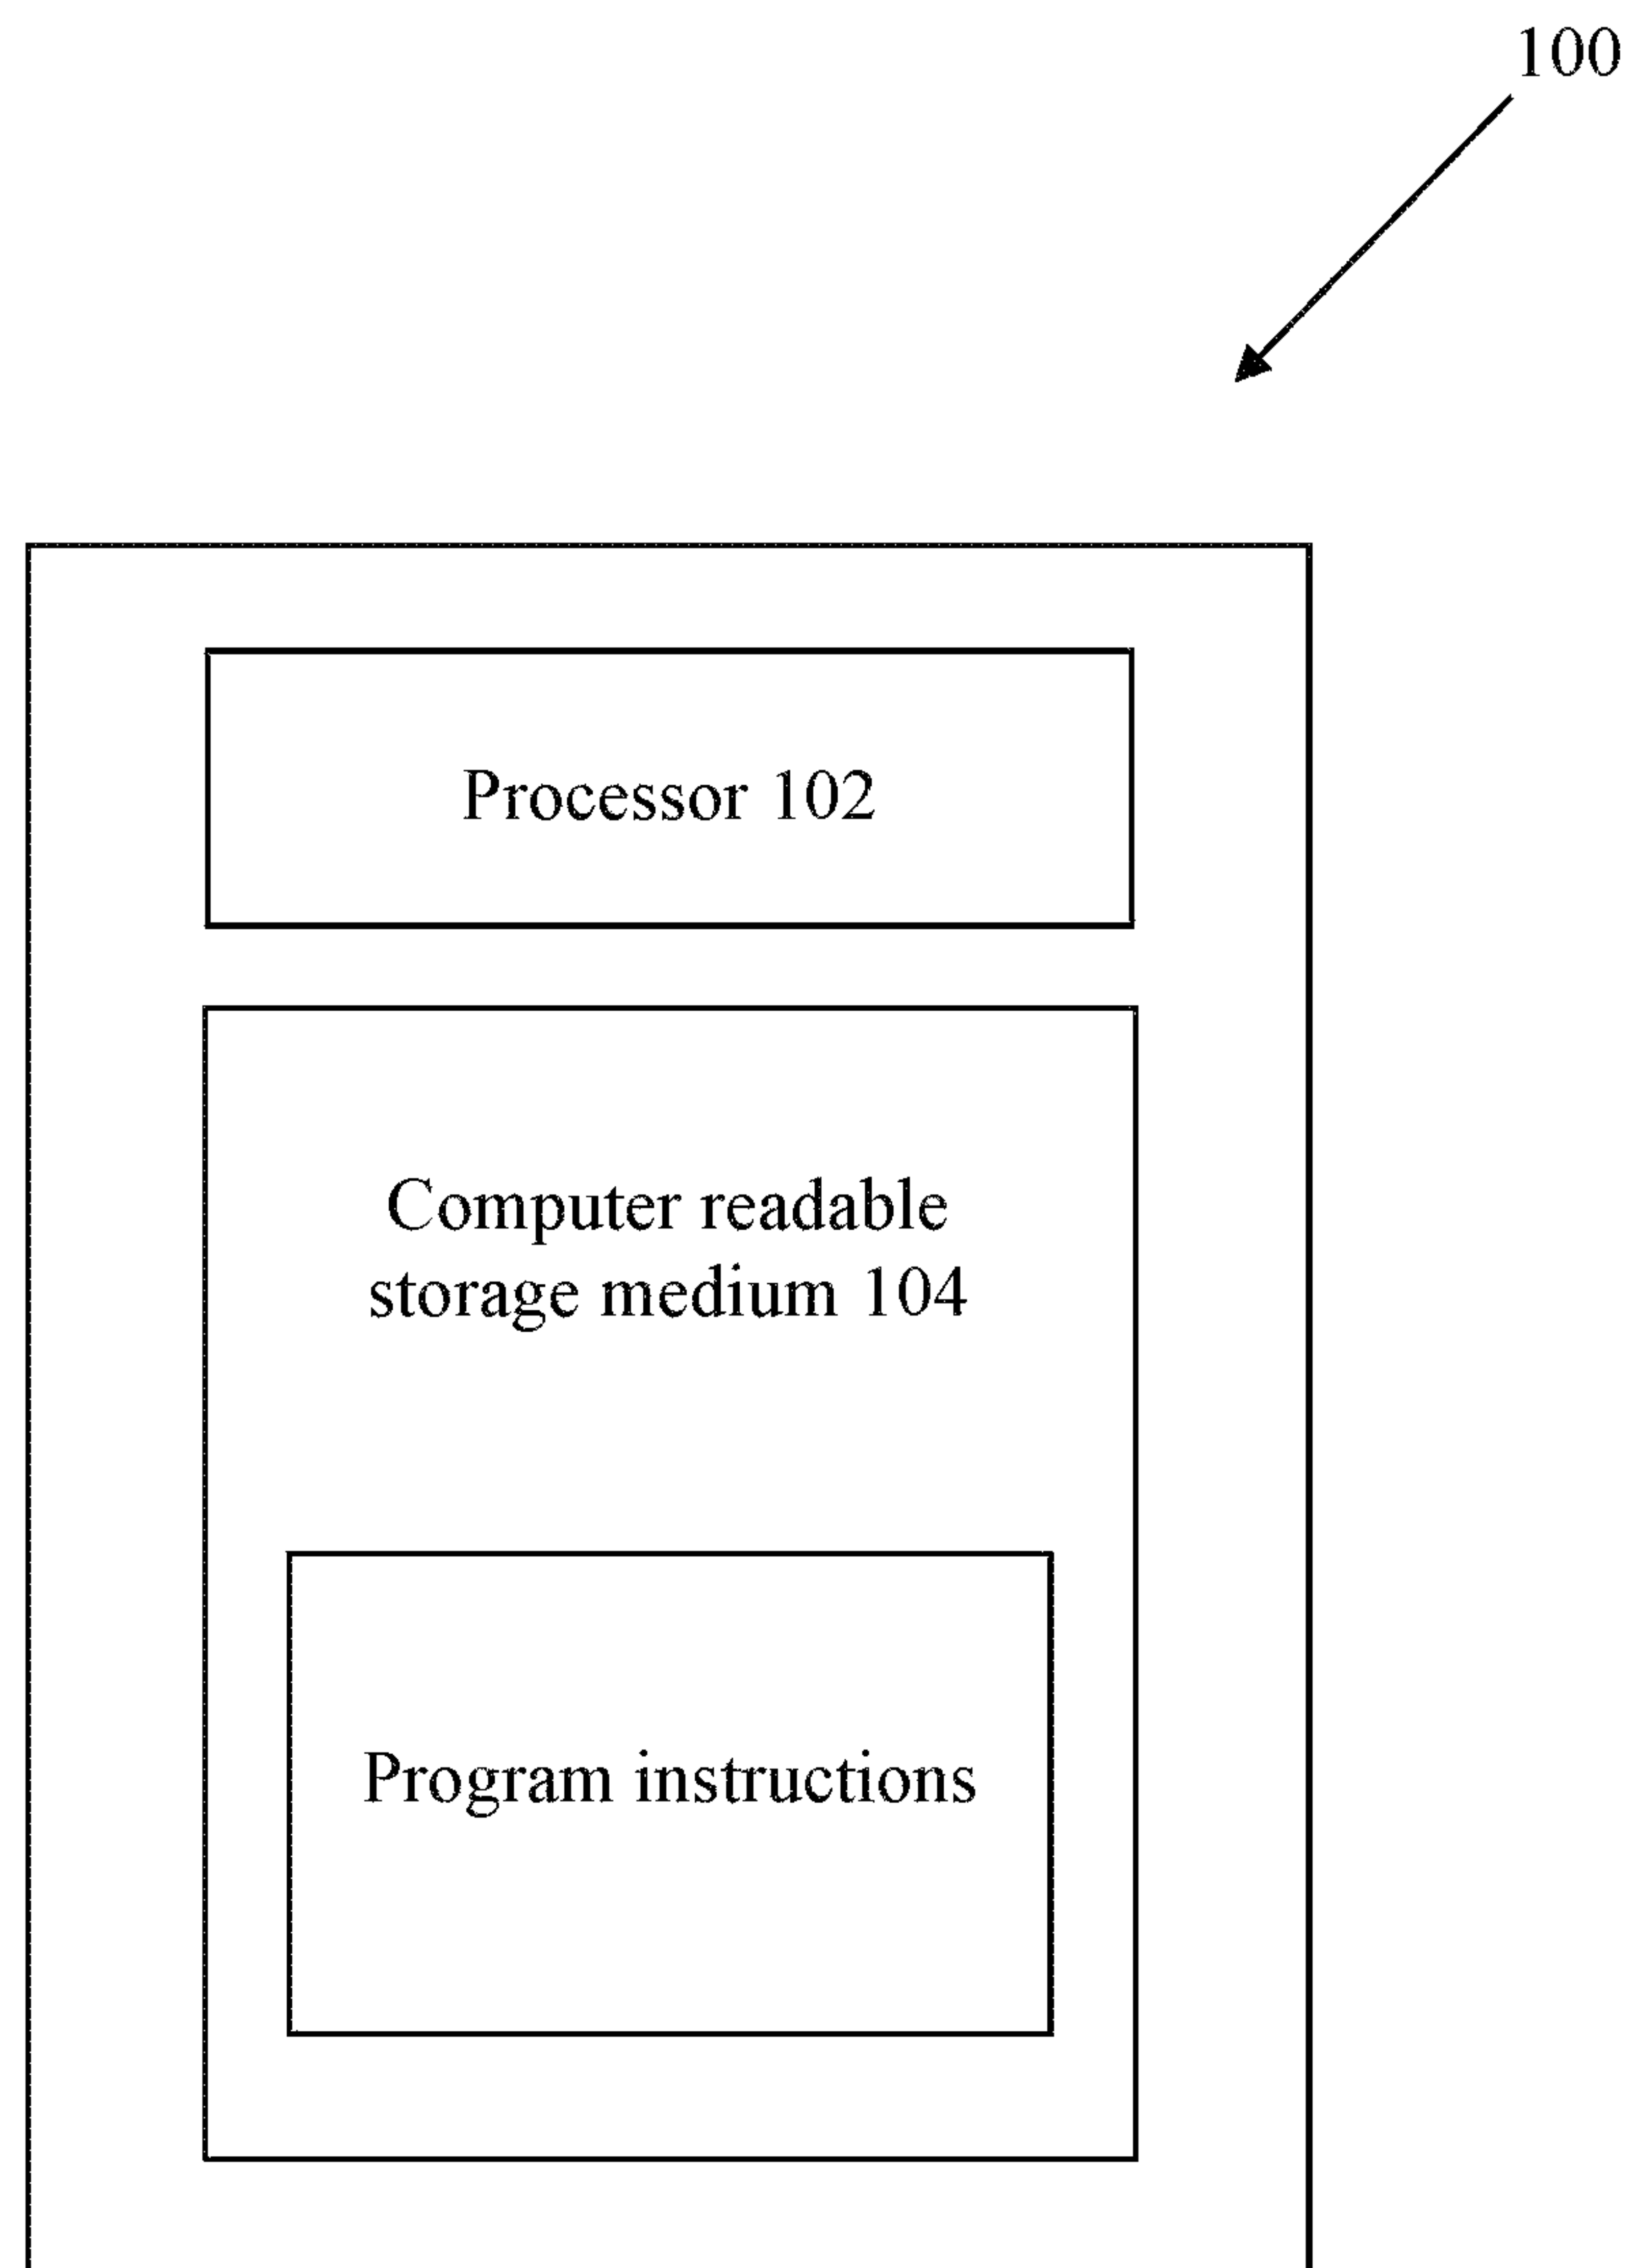 100
Processor 102
Computer readable
storage medium 104
Program instructions